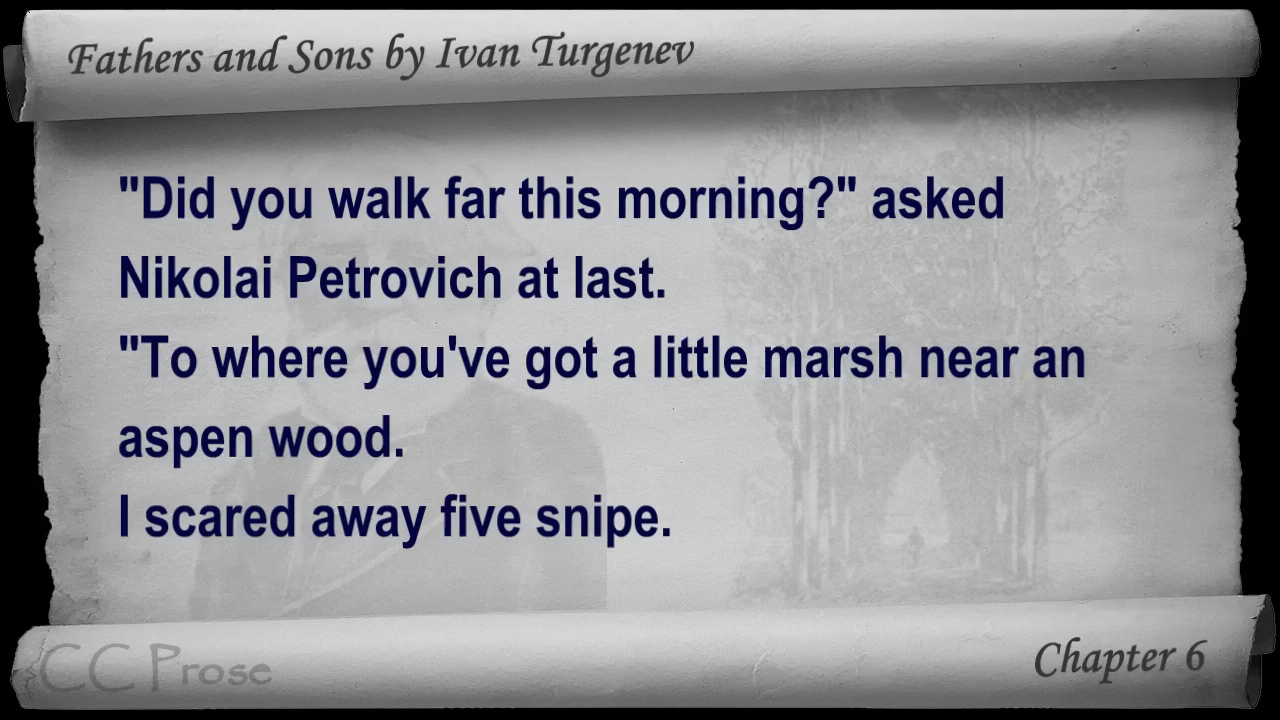 Fathers and Sons by Ivan Turgenev
"Did you walk far this morning?" asked
Nikolai Petrovich at last.
"To where you've got a little marsh near an
aspen wood.
I scared away five snipe.
CC Prose
Chapter 6